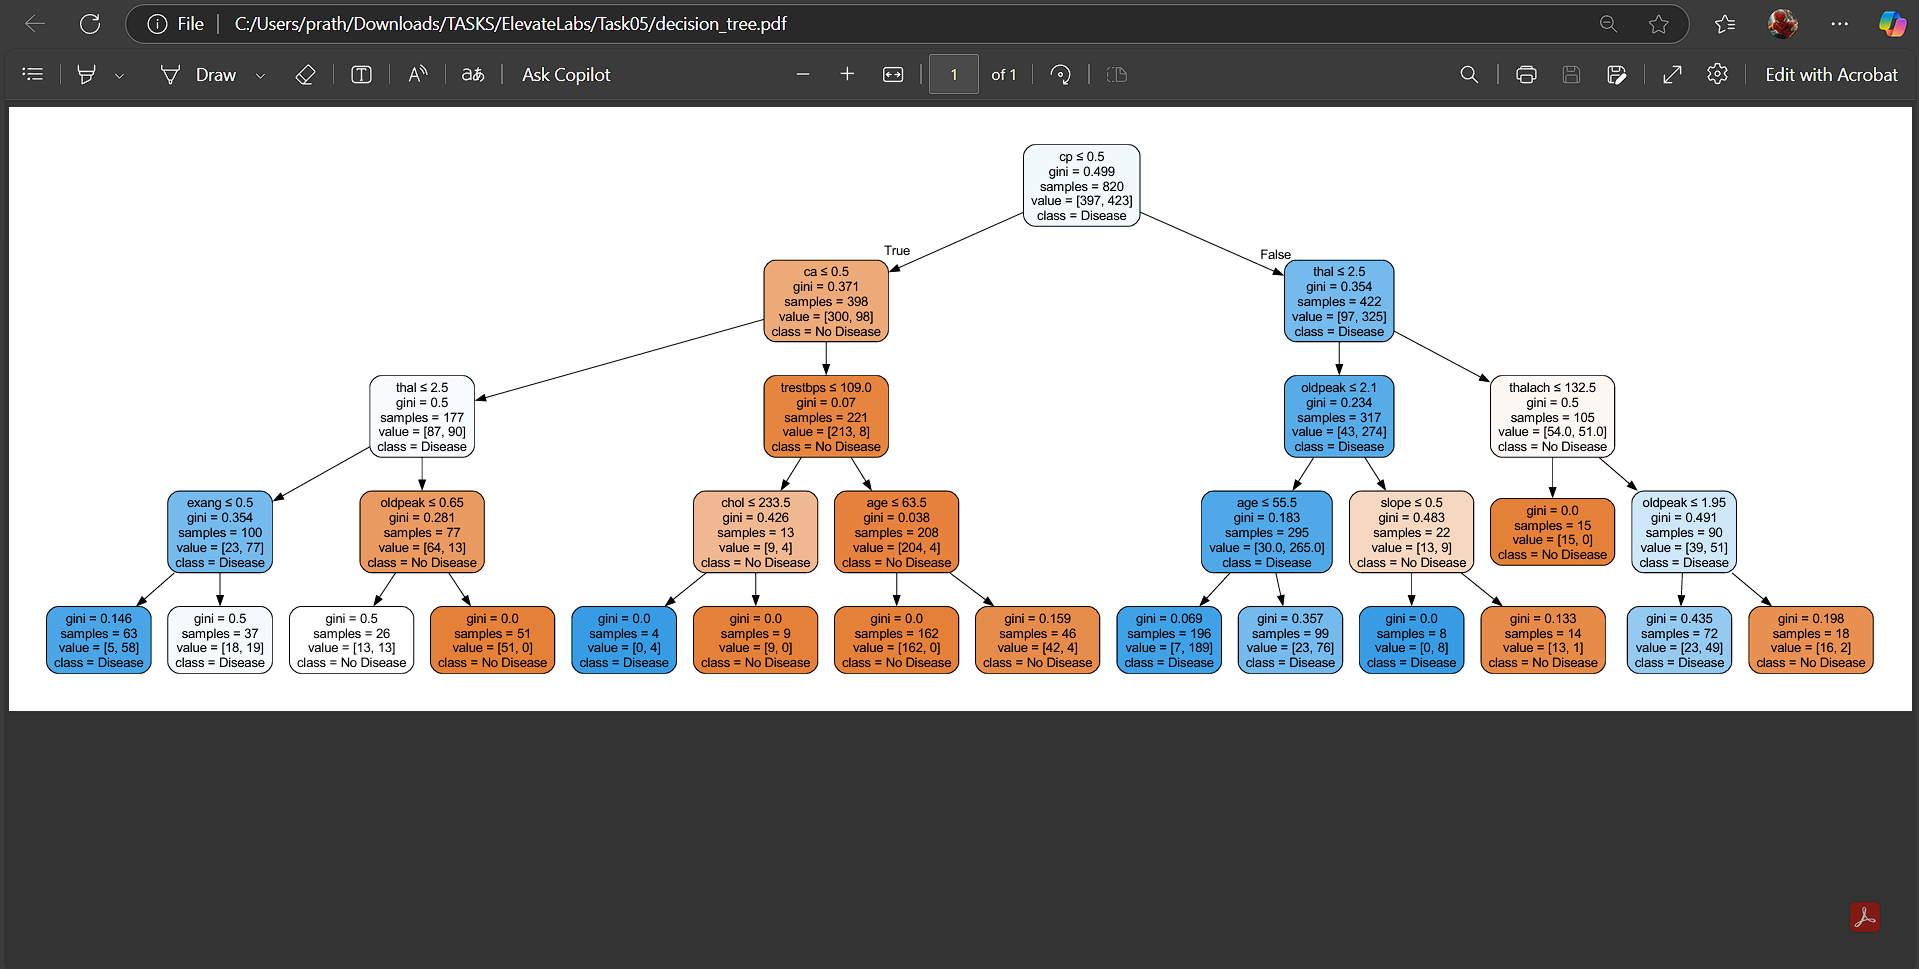 File
C:/Users/prath/Downloads/TASKS/ElevateLabs/Task05/decision_tree.pdf
Draw
Ask Copilot
1
of 1
Edit with Acrobat
cp ≤ 0.5
gini = 0.499
samples = 820
value = [397, 423]
class = Disease
True
False
ca ≤ 0.5
gini = 0.371
samples = 398
value = [300, 98]
class = No Disease
thal ≤ 2.5
gini = 0.354
samples = 422
value = [97, 325]
class = Disease
thal ≤ 2.5
gini = 0.5
samples = 177
value = [87, 90]
class = Disease
trestbps ≤ 109.0
gini = 0.07
samples = 221
value = [213, 8]
class = No Disease
oldpeak ≤ 2.1
gini = 0.234
samples = 317
value = [43, 274]
class = Disease
thalach ≤ 132.5
gini = 0.5
samples = 105
value = [54.0, 51.0]
class = No Disease
exang ≤ 0.5
gini = 0.354
samples = 100
value = [23, 77]
class = Disease
oldpeak ≤ 0.65
gini = 0.281
samples = 77
value = [64, 13]
class = No Disease
chol ≤ 233.5
gini = 0.426
samples = 13
value = [9, 4]
class = No Disease
age ≤ 63.5
gini = 0.038
samples = 208
value = [204, 4]
class = No Disease
age ≤ 55.5
gini = 0.183
samples = 295
value = [30.0, 265.0]
class = Disease
slope ≤ 0.5
gini = 0.483
samples = 22
value = [13, 9]
class = No Disease
gini = 0.0
samples = 15
value = [15, 0]
class = No Disease
oldpeak ≤ 1.95
gini = 0.491
samples = 90
value = [39, 51]
class = Disease
gini = 0.146
samples = 63
value = [5, 58]
class = Disease
gini = 0.5
samples = 37
value = [18, 19]
class = Disease
gini = 0.5
samples = 26
value = [13, 13]
class = No Disease
gini = 0.0
samples = 51
value = [51, 0]
class = No Disease
gini = 0.0
samples = 4
value = [0, 4]
class = Disease
gini = 0.0
samples = 9
value = [9, 0]
class = No Disease
gini = 0.0
samples = 162
value = [162, 0]
class = No Disease
gini = 0.159
samples = 46
value = [42, 4]
class = No Disease
gini = 0.069
samples = 196
value = [7, 189]
class = Disease
gini = 0.357
samples = 99
value = [23, 76]
class = Disease
gini = 0.0
samples = 8
value = [0, 8]
class = Disease
gini = 0.133
samples = 14
value = [13, 1]
class = No Disease
gini = 0.435
samples = 72
value = [23, 49]
class = Disease
gini = 0.198
samples = 18
value = [16, 2]
class = No Disease